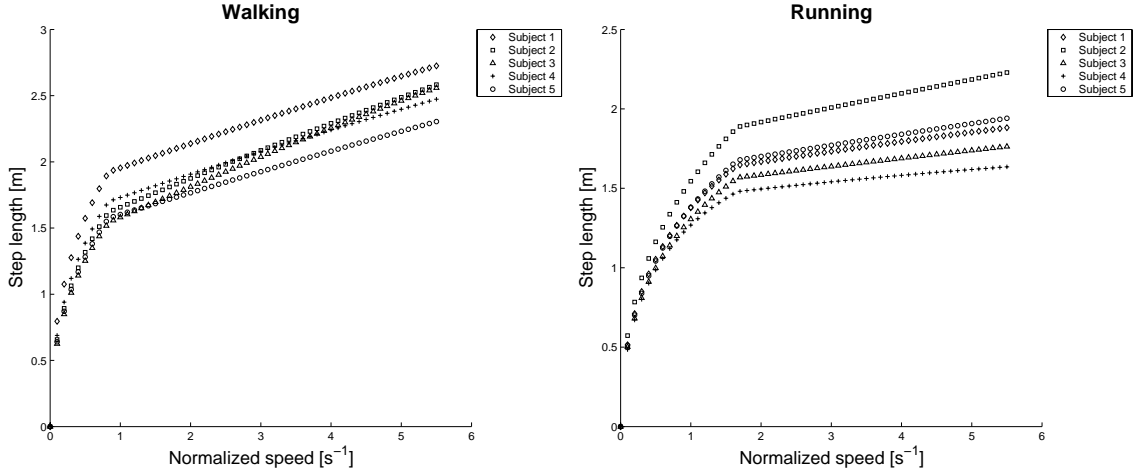 Walking
3
2.5
2
1.5
1
0.5
0
0 1 2 3 4 5 6
Step length [m]
Normalized speed [s⁻¹]
Subject 1
Subject 2
Subject 3
Subject 4
Subject 5
Running
2.5
2
1.5
1
0.5
0
0 1 2 3 4 5 6
Step length [m]
Normalized speed [s⁻¹]
Subject 1
Subject 2
Subject 3
Subject 4
Subject 5